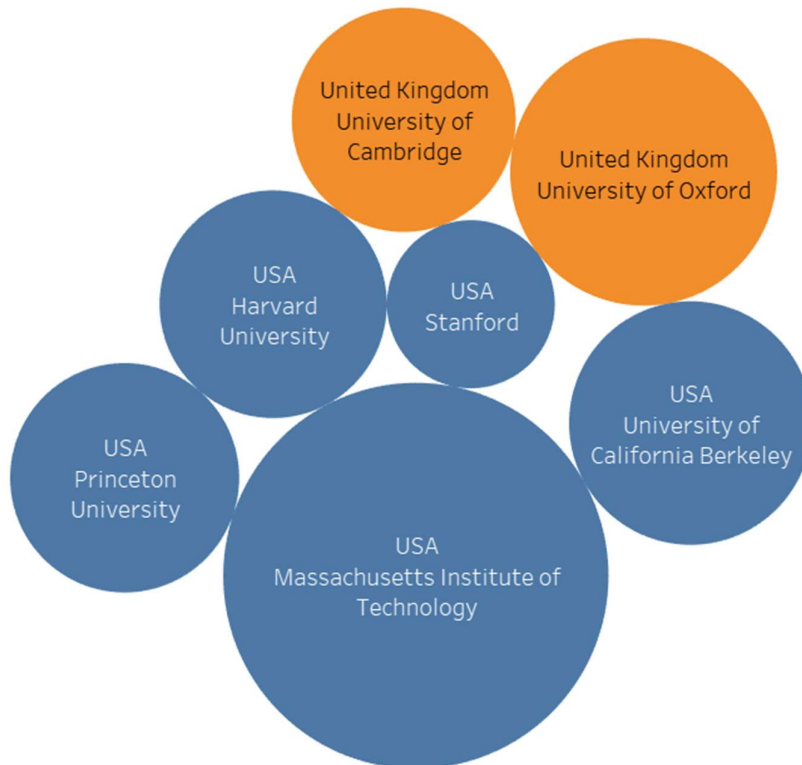 United Kingdom
University of
Cambridge
United Kingdom
University of Oxford
USA
Harvard
University
USA
Stanford
USA
University of
California Berkeley
USA
Princeton
University
USA
Massachusetts Institute of
Technology